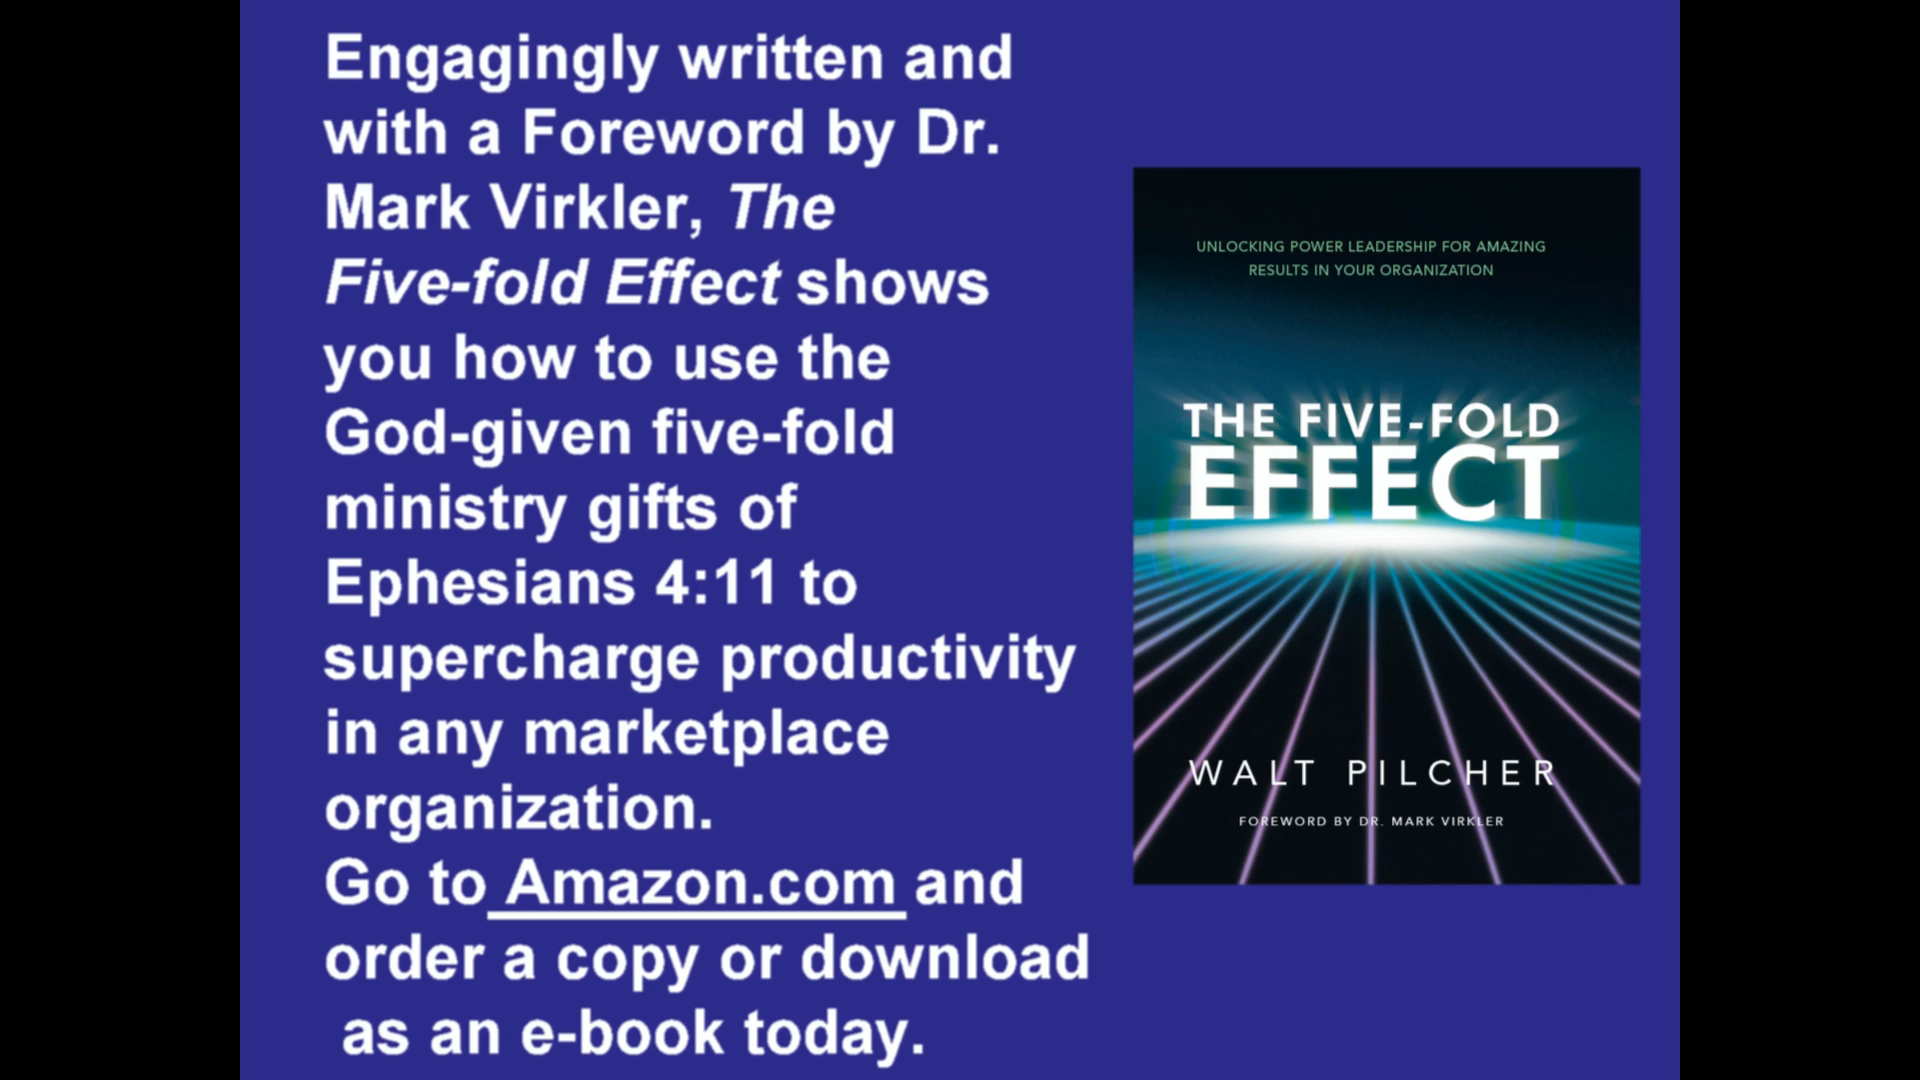 Engagingly written and
with a Foreword by Dr.
Mark Virkler, The
Five-fold Effect shows
you how to use the
God-given five-fold
ministry gifts of
Ephesians 4:11 to
supercharge productivity
in any marketplace
organization.
Go to Amazon.com and
order a copy or download
as an e-book today.
UNLOCKING POWER LEADERSHIP FOR AMAZING
RESULTS IN YOUR ORGANIZATION
THE FIVE-FOLD
EFFECT
WALT PILCHER
FOREWORD BY DR. MARK VIRKLER